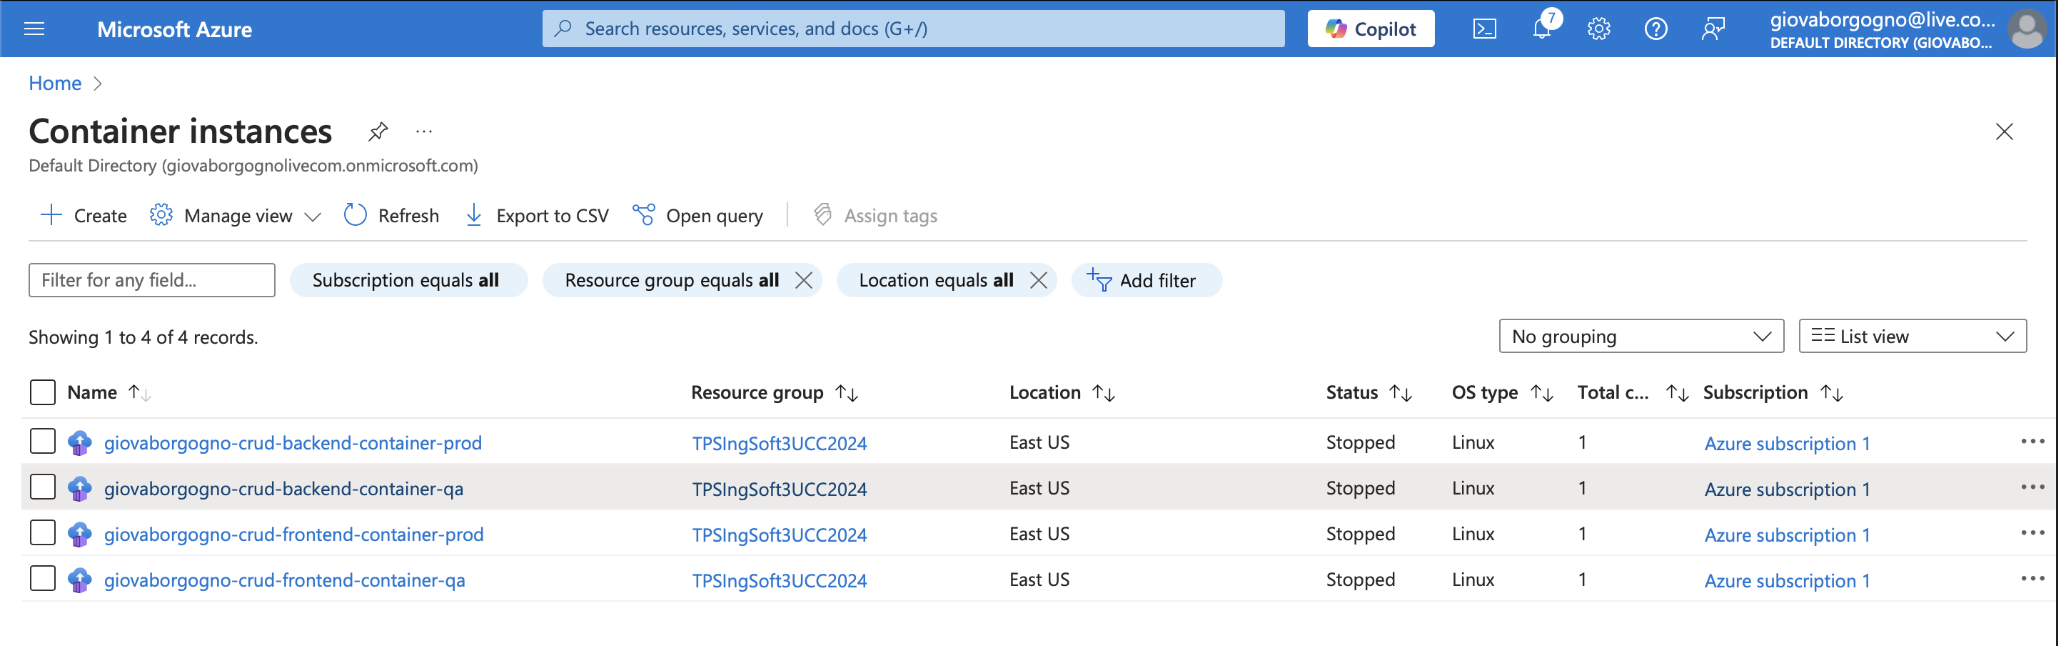 Microsoft Azure
Search resources, services, and docs (G+/)
Copilot
7
giovaborgogno@live.co...
DEFAULT DIRECTORY (GIOVABO...
Home
Container instances
Default Directory (giovaborgognolivecom.onmicrosoft.com)
Create Manage view Refresh Export to CSV Open query Assign tags
Filter for any field... Subscription equals all Resource group equals all Location equals all Add filter
Showing 1 to 4 of 4 records. No grouping List view
Name Resource group Location Status OS type Total c... Subscription
giovaborgogno-crud-backend-container-prod TPSIngSoft3UCC2024 East US Stopped Linux 1 Azure subscription 1
giovaborgogno-crud-backend-container-qa TPSIngSoft3UCC2024 East US Stopped Linux 1 Azure subscription 1
giovaborgogno-crud-frontend-container-prod TPSIngSoft3UCC2024 East US Stopped Linux 1 Azure subscription 1
giovaborgogno-crud-frontend-container-qa TPSIngSoft3UCC2024 East US Stopped Linux 1 Azure subscription 1